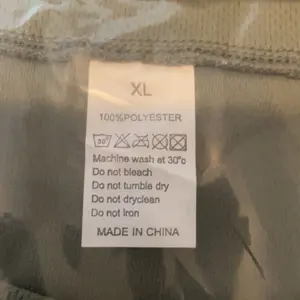 XL
100%POLYESTER
30°
Machine wash at 30°c
Do not bleach
Do not tumble dry
Do not dryclean
Do not Iron
MADE IN CHINA